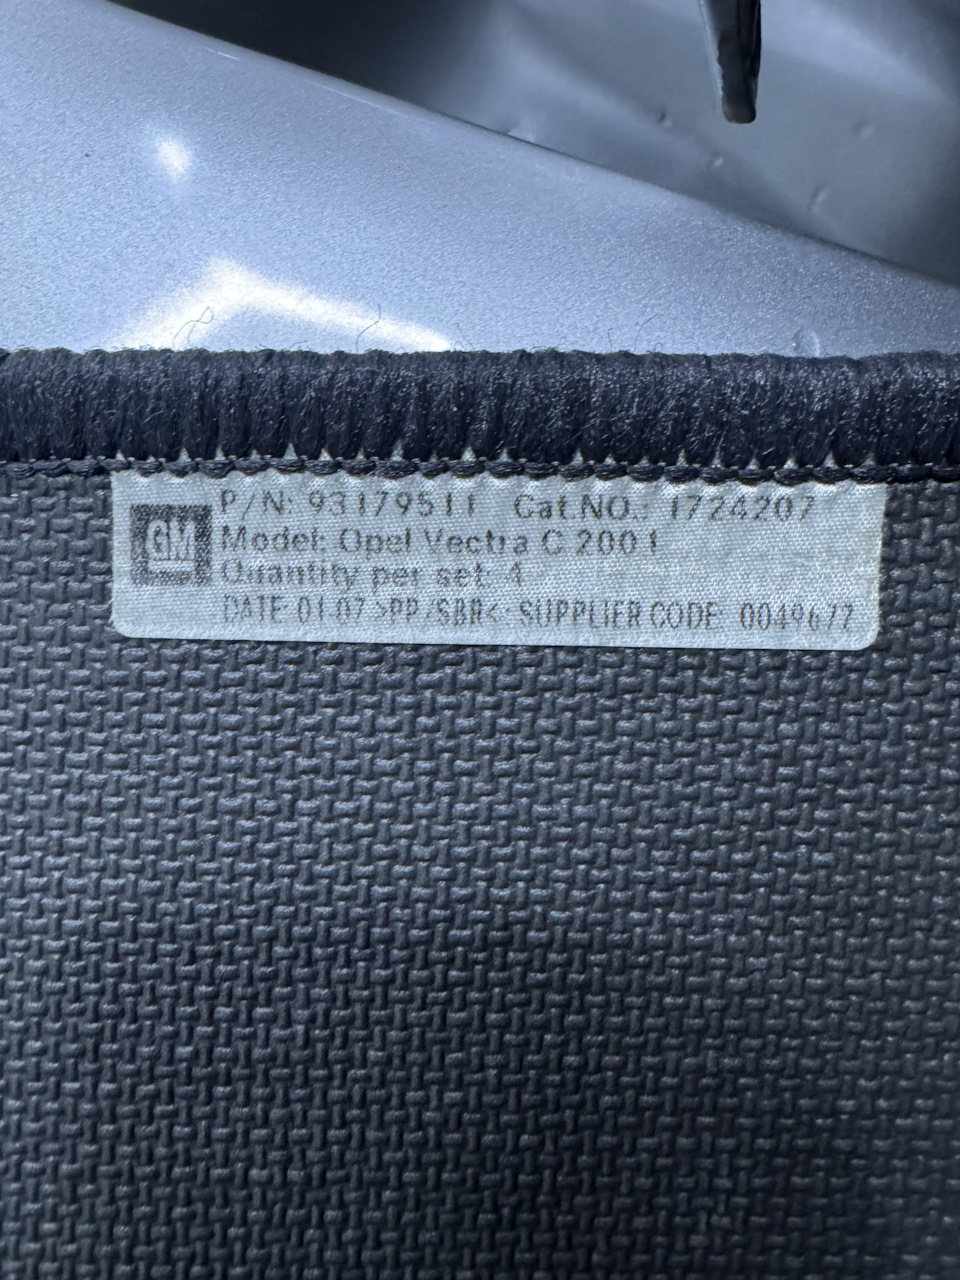 GM
P/N: 93179511 Cat.NO.: 1724207
Model: Opel Vectra C 2001
Quantity per set: 4
DATE: 01-07 >PP/SBR< SUPPLIER CODE: 0049677